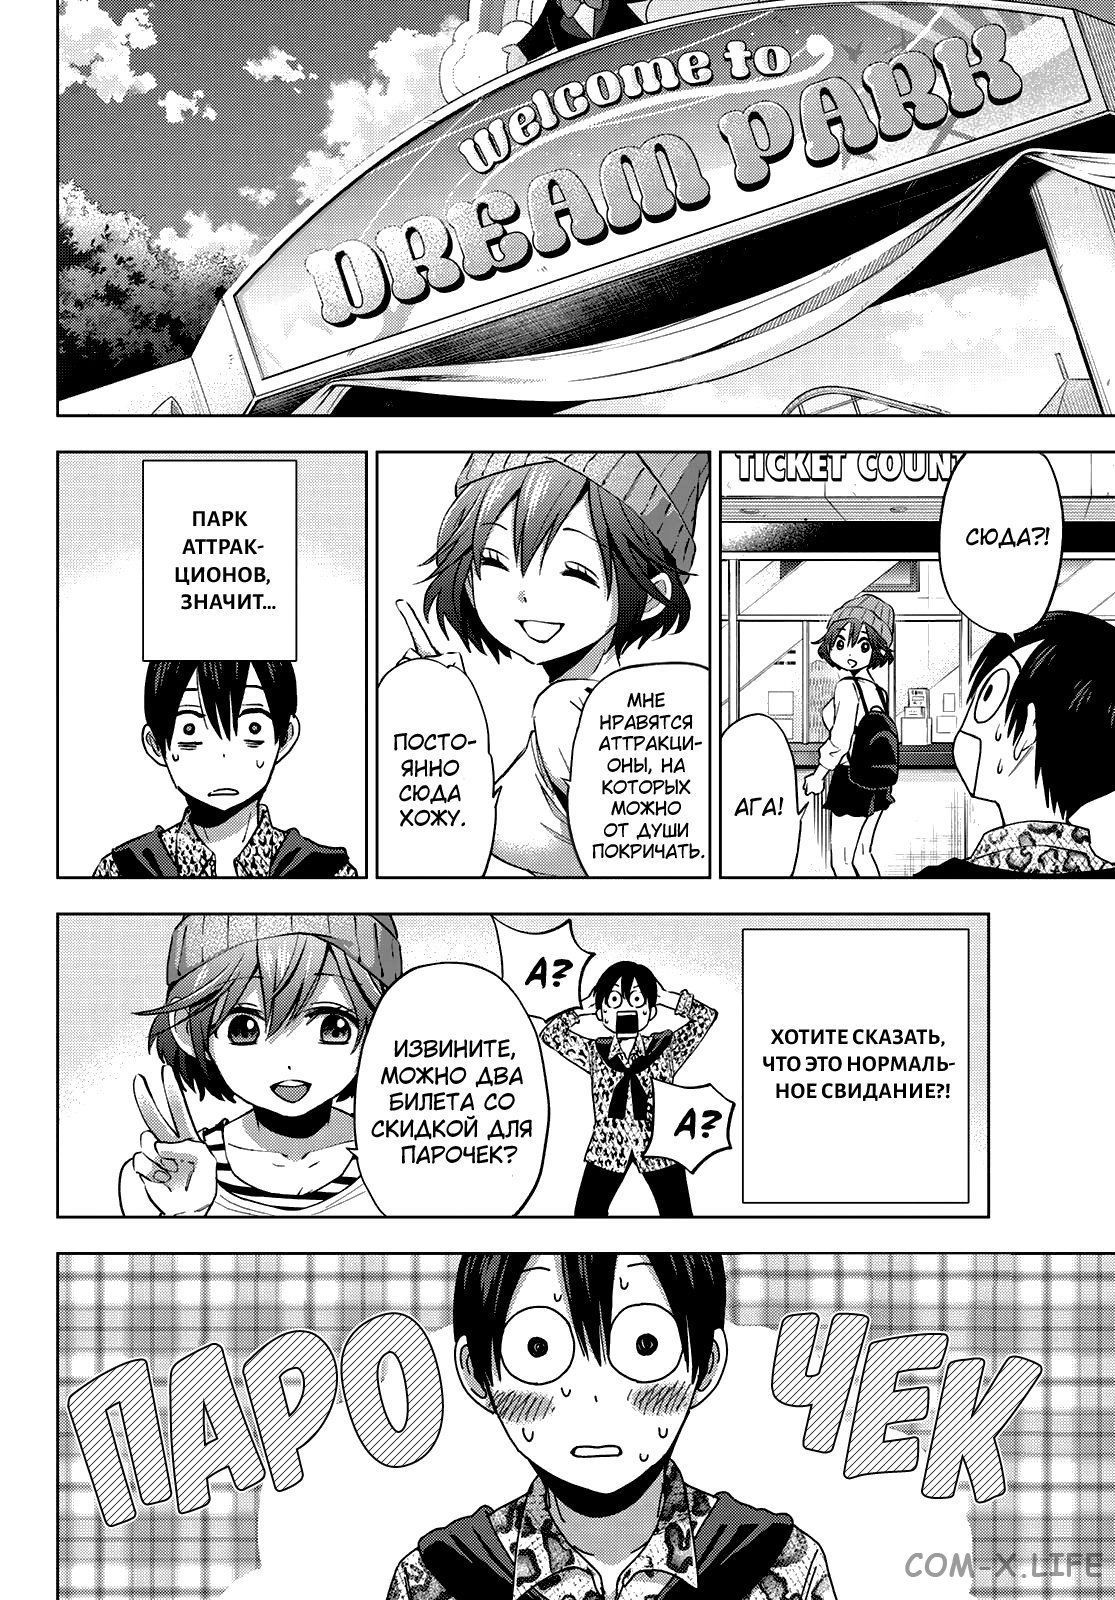 Welcome to
DREAM PARK
TICKET COUN
СЮДА?!
АГА!
МНЕ
НРАВЯТСЯ
АТТРАКЦИ-
ОНЫ, НА
КОТОРЫХ
МОЖНО
ОТ ДУШИ
ПОКРИЧАТЬ.
ПОСТО-
ЯННО
СЮДА
ХОЖУ.
ПАРК
АТТРАК-
ЦИОНОВ,
ЗНАЧИТ...
ХОТИТЕ СКАЗАТЬ,
ЧТО ЭТО НОРМАЛЬ-
НОЕ СВИДАНИЕ?!
А?
А?
ИЗВИНИТЕ,
МОЖНО ДВА
БИЛЕТА СО
СКИДКОЙ ДЛЯ
ПАРОЧЕК?
ПАРО
ЧЕК
COM-X.LIFE